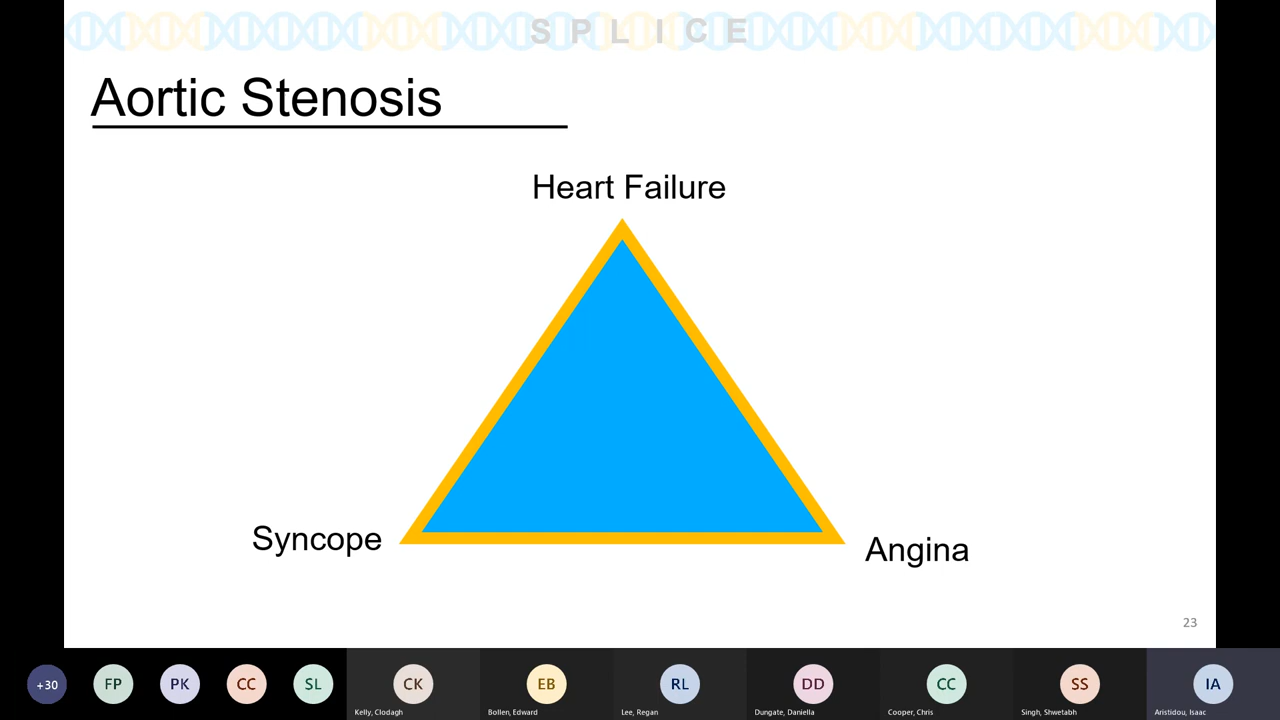 S P L I C E
Aortic Stenosis
Heart Failure
Syncope
Angina
23
+30
FP
PK
CC
SL
CK
EB
RL
DD
CC
SS
IA
Kelly, Clodagh
Bollen, Edward
Lee, Regan
Dungate, Daniella
Cooper, Chris
Singh, Shwetabh
Aristidou, Isaac